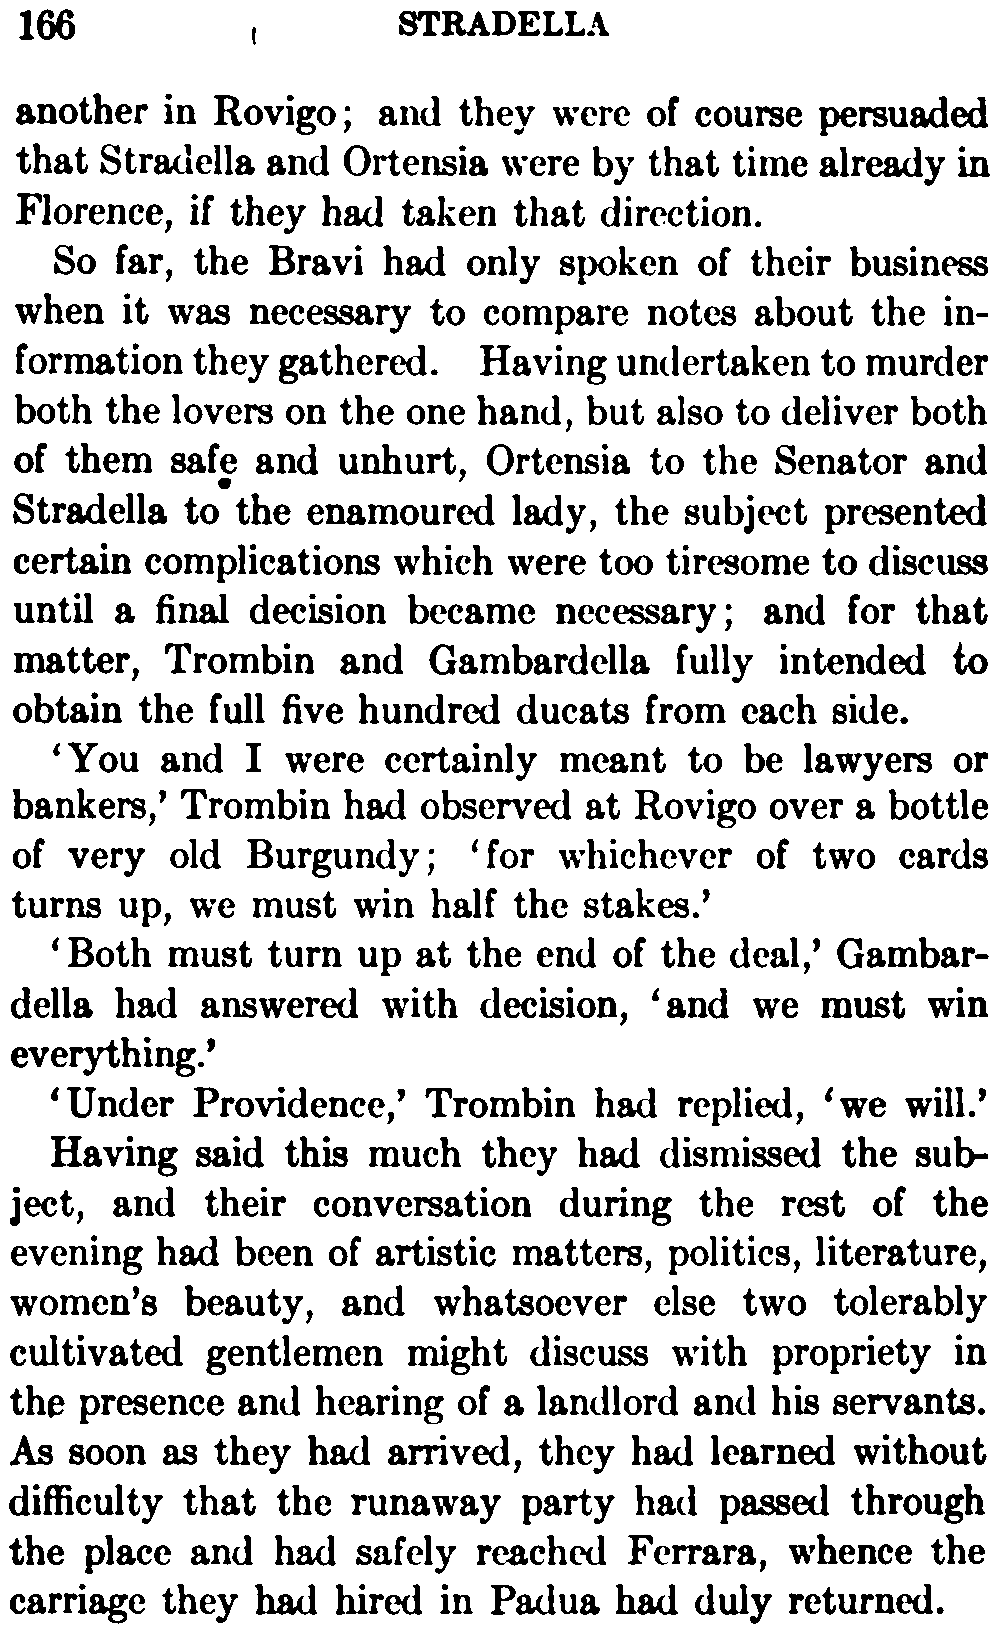 166 STRADELLA
another in Rovigo; and they were of course persuaded
that Stradella and Ortensia were by that time already in
Florence, if they had taken that direction.
So far, the Bravi had only spoken of their business
when it was necessary to compare notes about the in-
formation they gathered. Having undertaken to murder
both the lovers on the one hand, but also to deliver both
of them safe and unhurt, Ortensia to the Senator and
Stradella to the enamoured lady, the subject presented
certain complications which were too tiresome to discuss
until a final decision became necessary; and for that
matter, Trombin and Gambardella fully intended to
obtain the full five hundred ducats from each side.
'You and I were certainly meant to be lawyers or
bankers,' Trombin had observed at Rovigo over a bottle
of very old Burgundy; 'for whichever of two cards
turns up, we must win half the stakes.'
'Both must turn up at the end of the deal,' Gambar-
della had answered with decision, 'and we must win
everything.'
'Under Providence,' Trombin had replied, 'we will.'
Having said this much they had dismissed the sub-
ject, and their conversation during the rest of the
evening had been of artistic matters, politics, literature,
women's beauty, and whatsoever else two tolerably
cultivated gentlemen might discuss with propriety in
the presence and hearing of a landlord and his servants.
As soon as they had arrived, they had learned without
difficulty that the runaway party had passed through
the place and had safely reached Ferrara, whence the
carriage they had hired in Padua had duly returned.